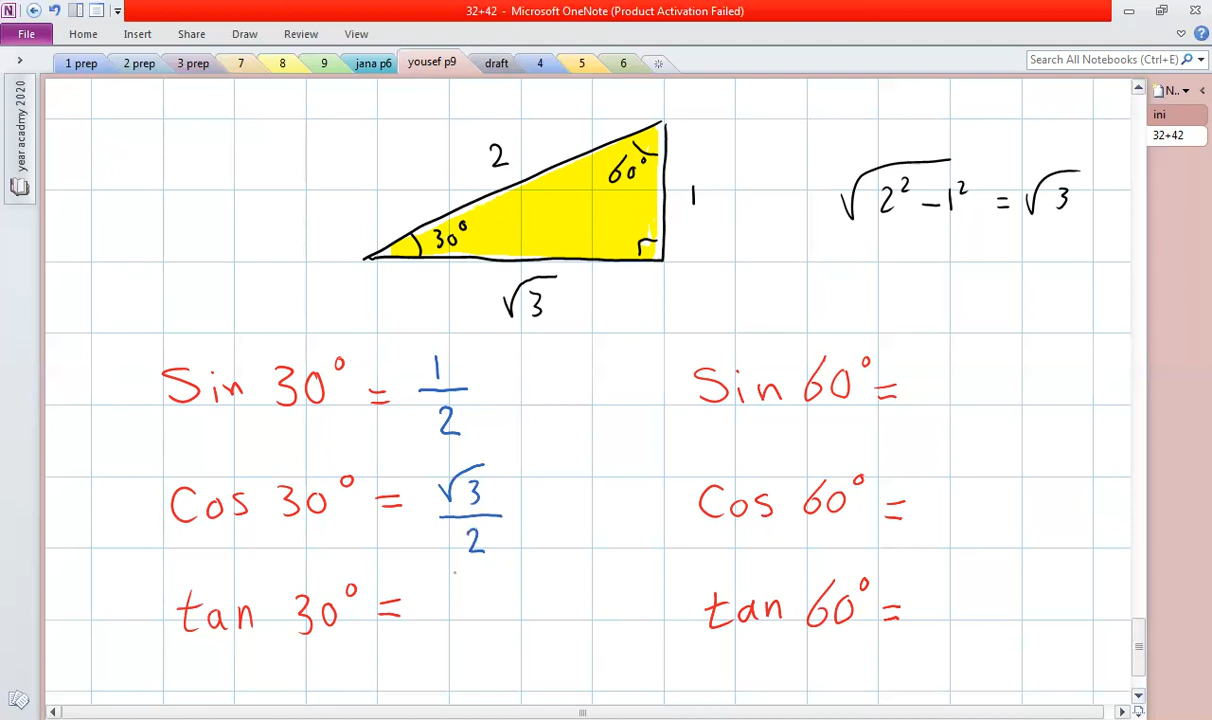 32+42 - Microsoft OneNote (Product Activation Failed)
File Home Insert Share Draw Review View
1 prep 2 prep 3 prep 7 8 9 jana p6 yousef p9 draft 4 5 6
Search All Notebooks (Ctrl+E)
N..
ini
32+42
year acadmy 2020
2
60°
1
30°
√3
√2² - 1² = √3
Sin 30° = 1/2
Sin 60° =
Cos 30° = √3/2
Cos 60° =
tan 30° =
tan 60° =